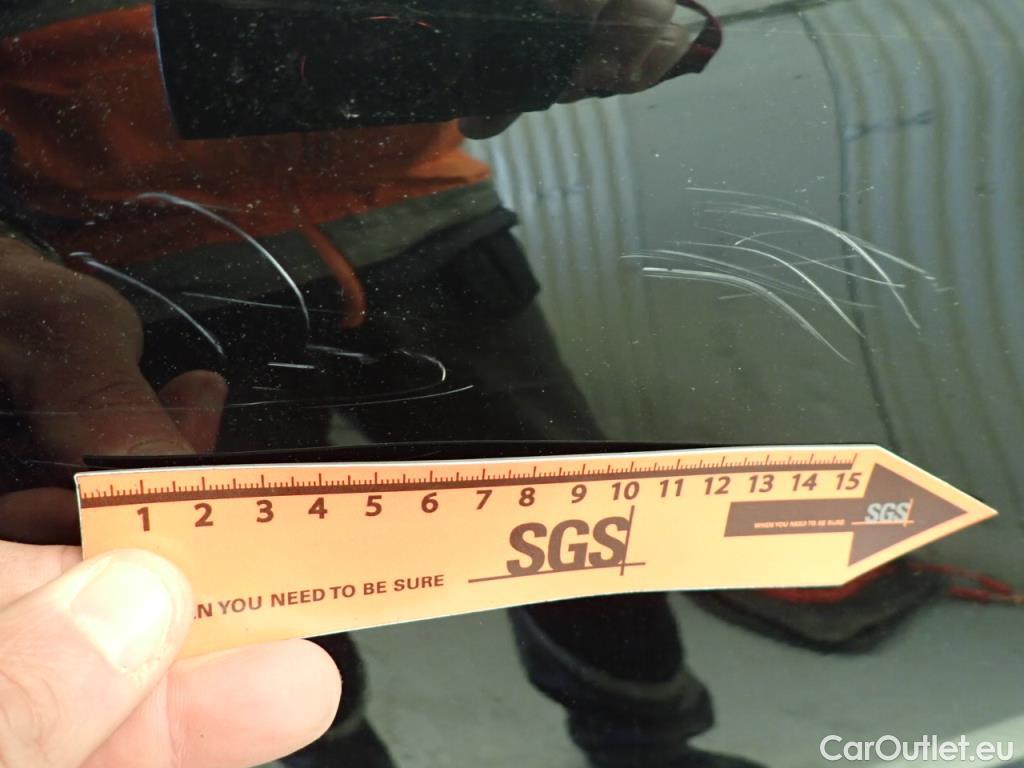 1 2 3 4 5 6 7 8 9 10 11 12 13 14 15
SGS
WHEN YOU NEED TO BE SURE
SGS
N YOU NEED TO BE SURE
CarOutlet.eu